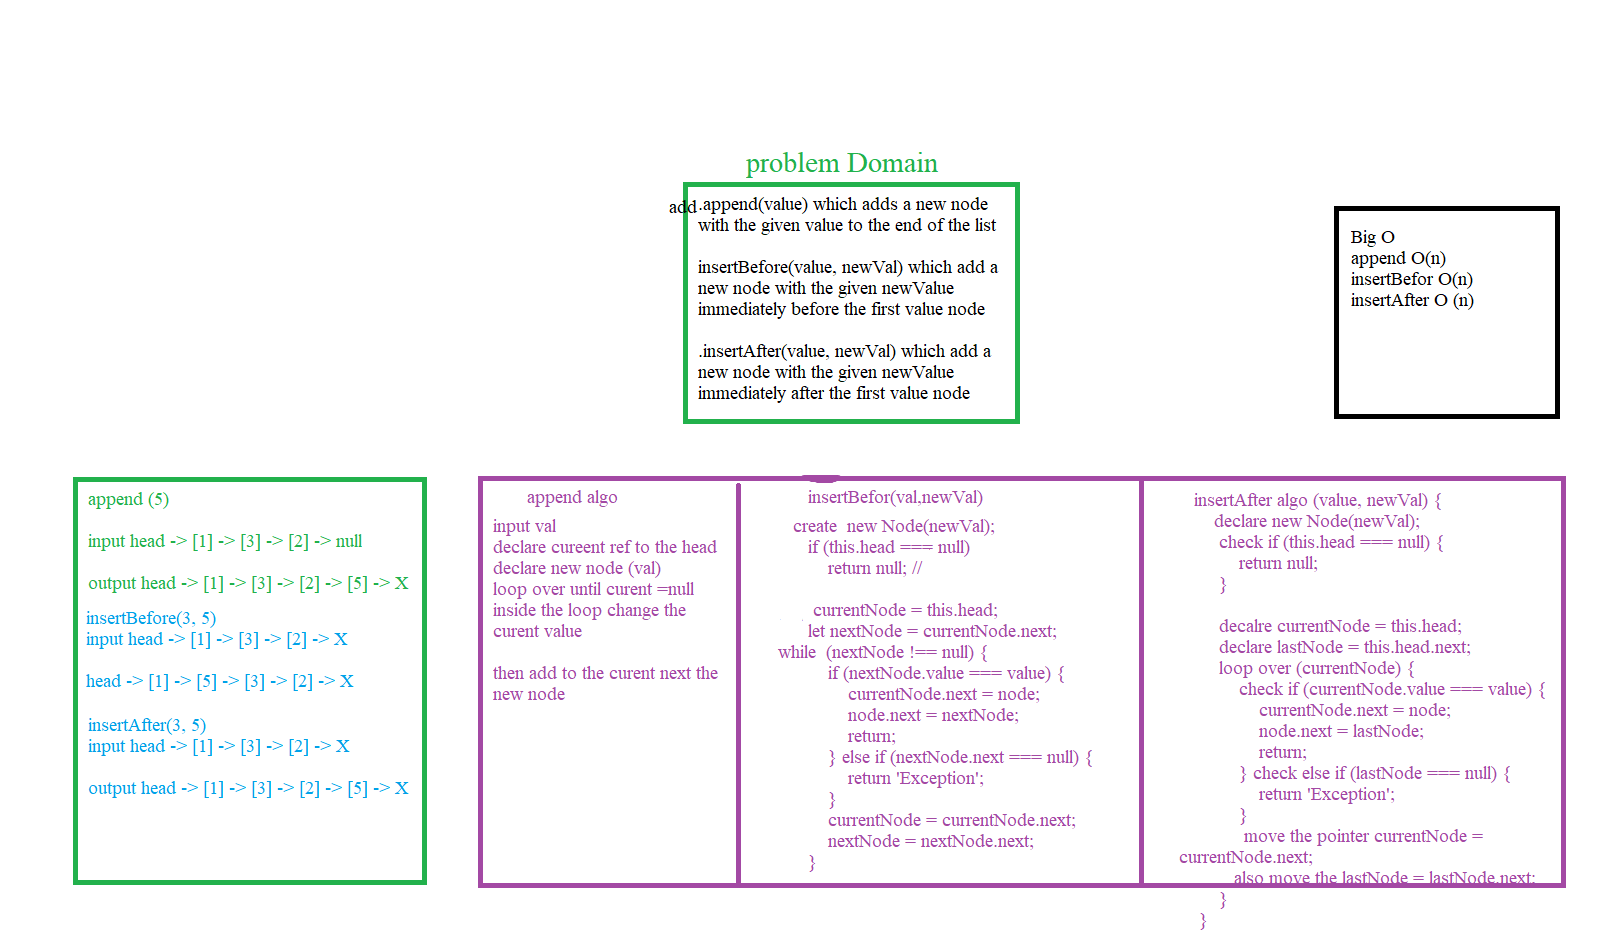 problem Domain
add .append(value) which adds a new node
with the given value to the end of the list
insertBefore(value, newVal) which add a
new node with the given newValue
immediately before the first value node
.insertAfter(value, newVal) which add a
new node with the given newValue
immediately after the first value node
Big O
append O(n)
insertBefor O(n)
insertAfter O (n)
append (5)
input head -> [1] -> [3] -> [2] -> null
output head -> [1] -> [3] -> [2] -> [5] -> X
insertBefore(3, 5)
input head -> [1] -> [3] -> [2] -> X
head -> [1] -> [5] -> [3] -> [2] -> X
insertAfter(3, 5)
input head -> [1] -> [3] -> [2] -> X
output head -> [1] -> [3] -> [2] -> [5] -> X
append algo
input val
declare cureent ref to the head
declare new node (val)
loop over until curent =null
inside the loop change the
curent value
then add to the curent next the
new node
insertBefor(val,newVal)
create new Node(newVal);
if (this.head === null)
return null; //
currentNode = this.head;
let nextNode = currentNode.next;
while (nextNode !== null) {
if (nextNode.value === value) {
currentNode.next = node;
node.next = nextNode;
return;
} else if (nextNode.next === null) {
return 'Exception';
}
currentNode = currentNode.next;
nextNode = nextNode.next;
}
insertAfter algo (value, newVal) {
declare new Node(newVal);
check if (this.head === null) {
return null;
}
decalre currentNode = this.head;
declare lastNode = this.head.next;
loop over (currentNode) {
check if (currentNode.value === value) {
currentNode.next = node;
node.next = lastNode;
return;
} check else if (lastNode === null) {
return 'Exception';
}
move the pointer currentNode =
currentNode.next;
also move the lastNode = lastNode.next;
}
}